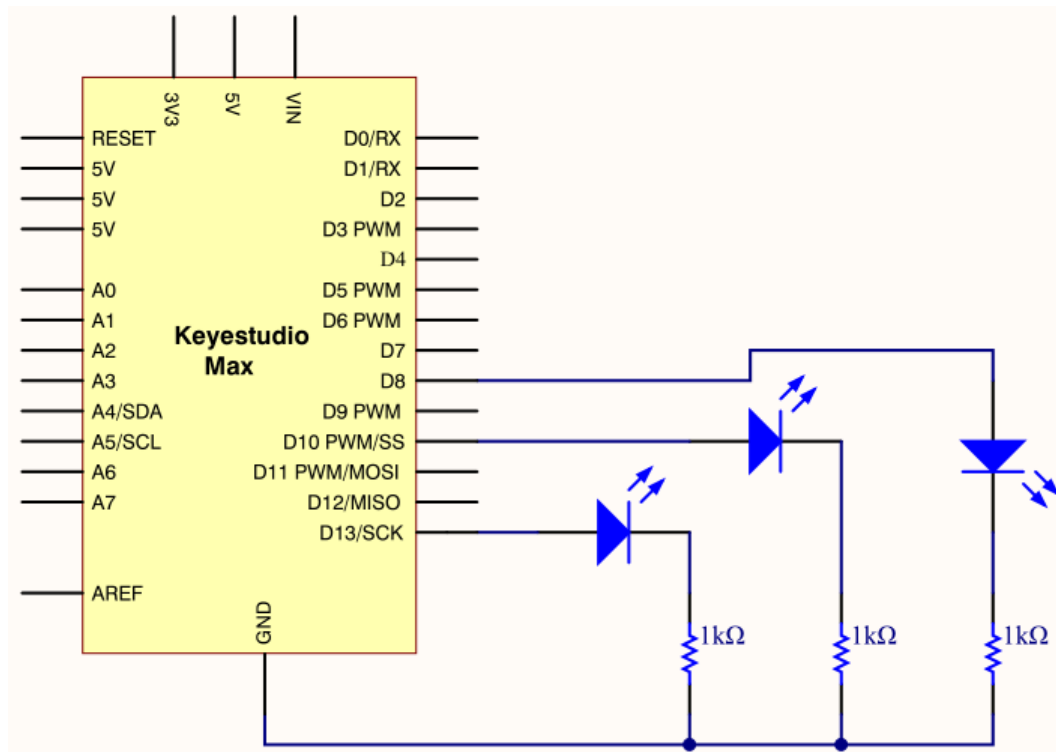 3V3
5V
VIN
RESET
5V
5V
5V
A0
A1
A2
A3
A4/SDA
A5/SCL
A6
A7
AREF
Keyestudio
Max
D0/RX
D1/RX
D2
D3 PWM
D4
D5 PWM
D6 PWM
D7
D8
D9 PWM
D10 PWM/SS
D11 PWM/MOSI
D12/MISO
D13/SCK
GND
1kΩ
1kΩ
1kΩ